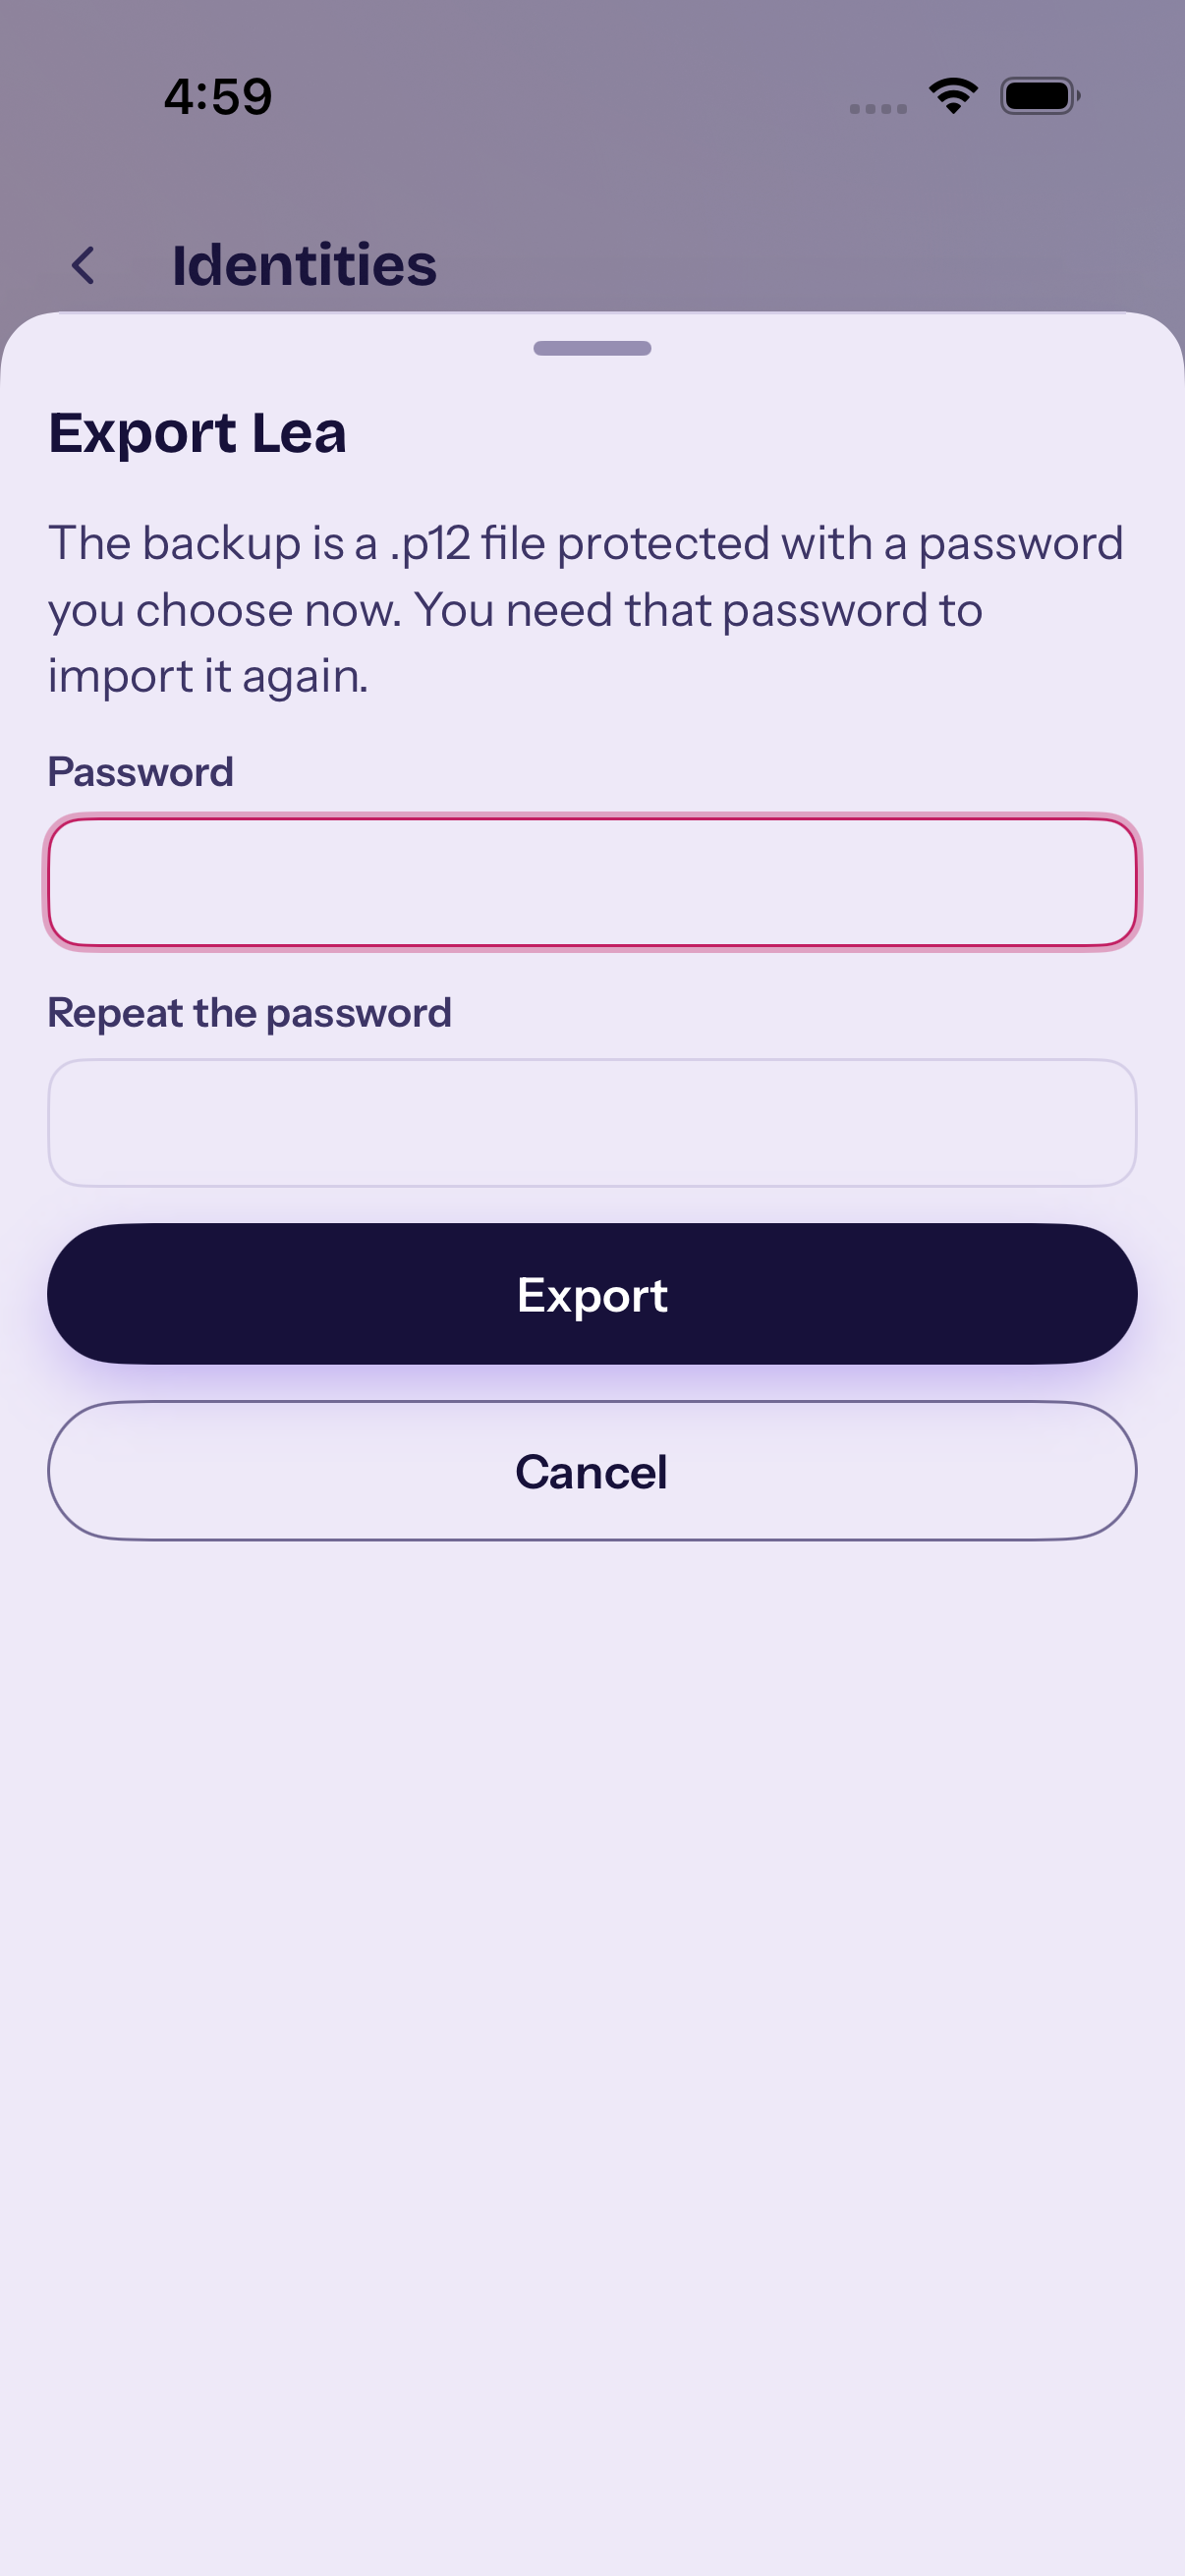 4:59
Identities
Export Lea
The backup is a .p12 file protected with a password
you choose now. You need that password to
import it again.
Password
Repeat the password
Export
Cancel